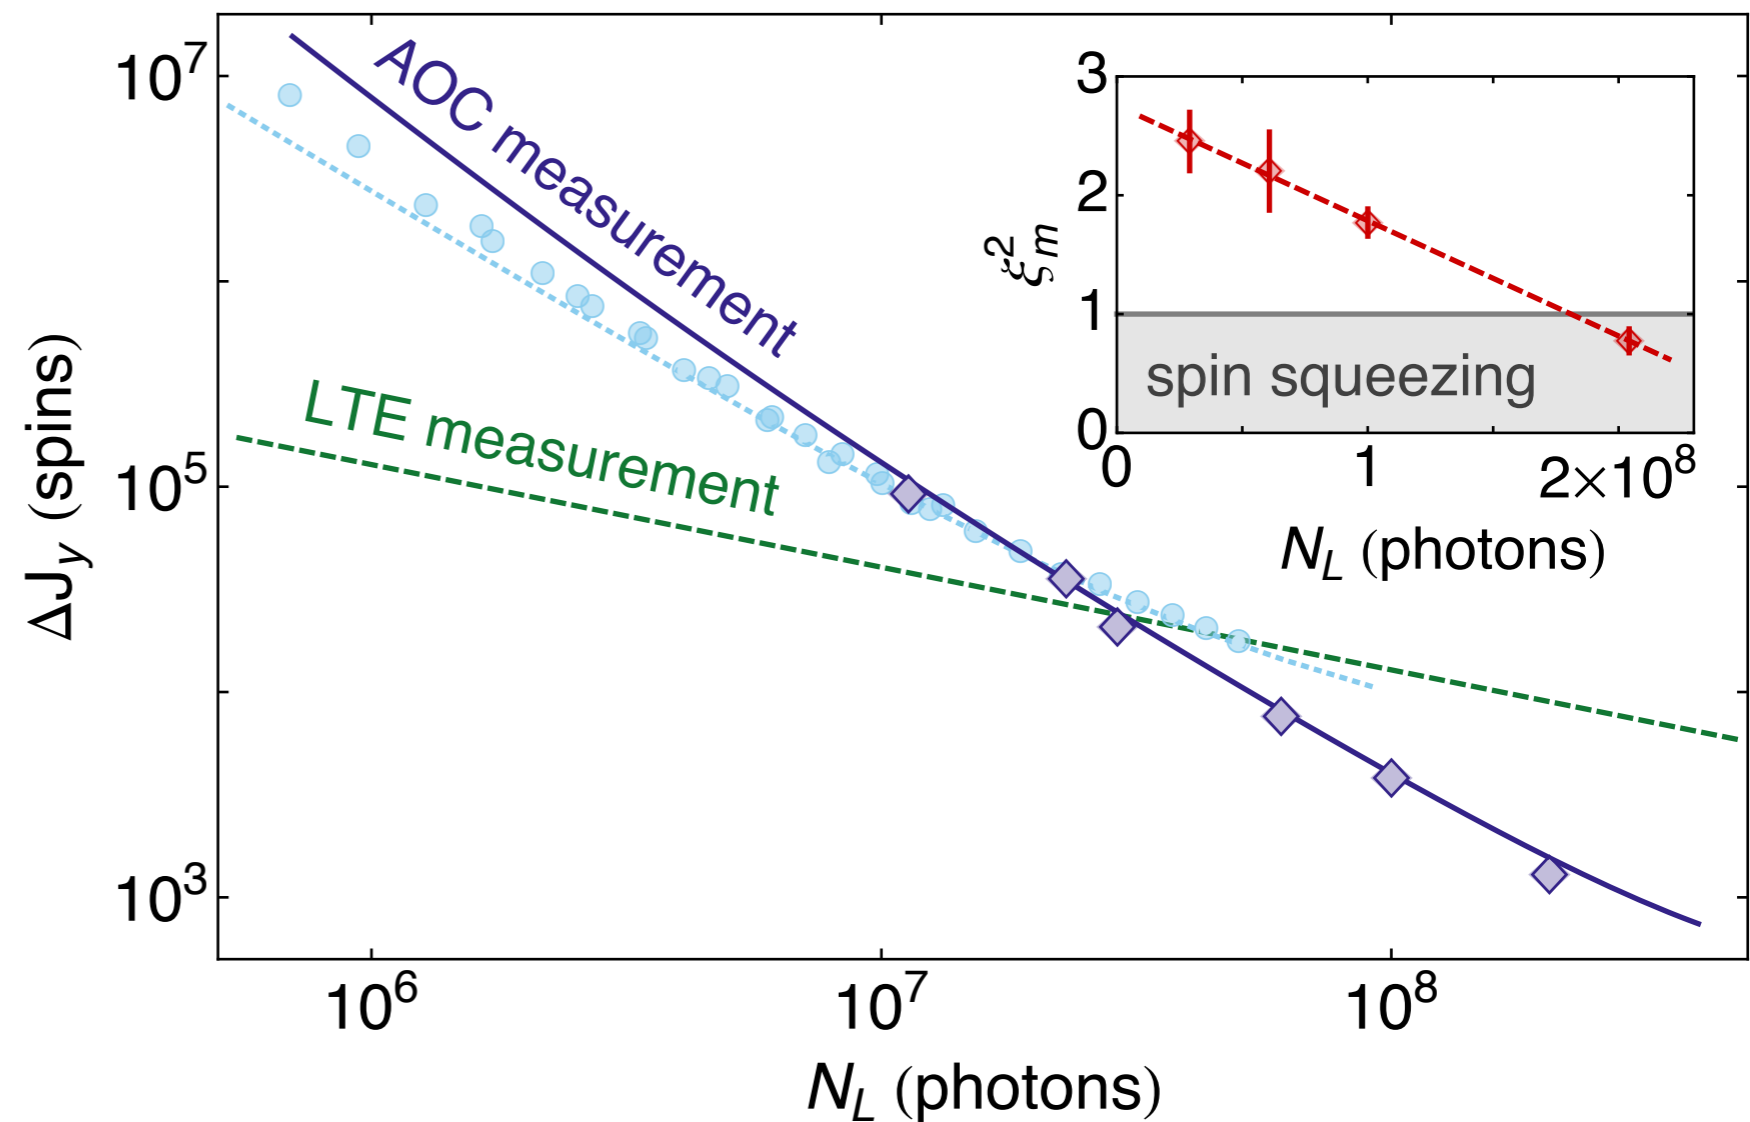 10⁷
10⁵
10³
ΔJ_y (spins)
AOC measurement
LTE measurement
3
2
1
0
ξ²_m
spin squeezing
0
1
2×10⁸
N_L (photons)
10⁶
10⁷
10⁸
N_L (photons)